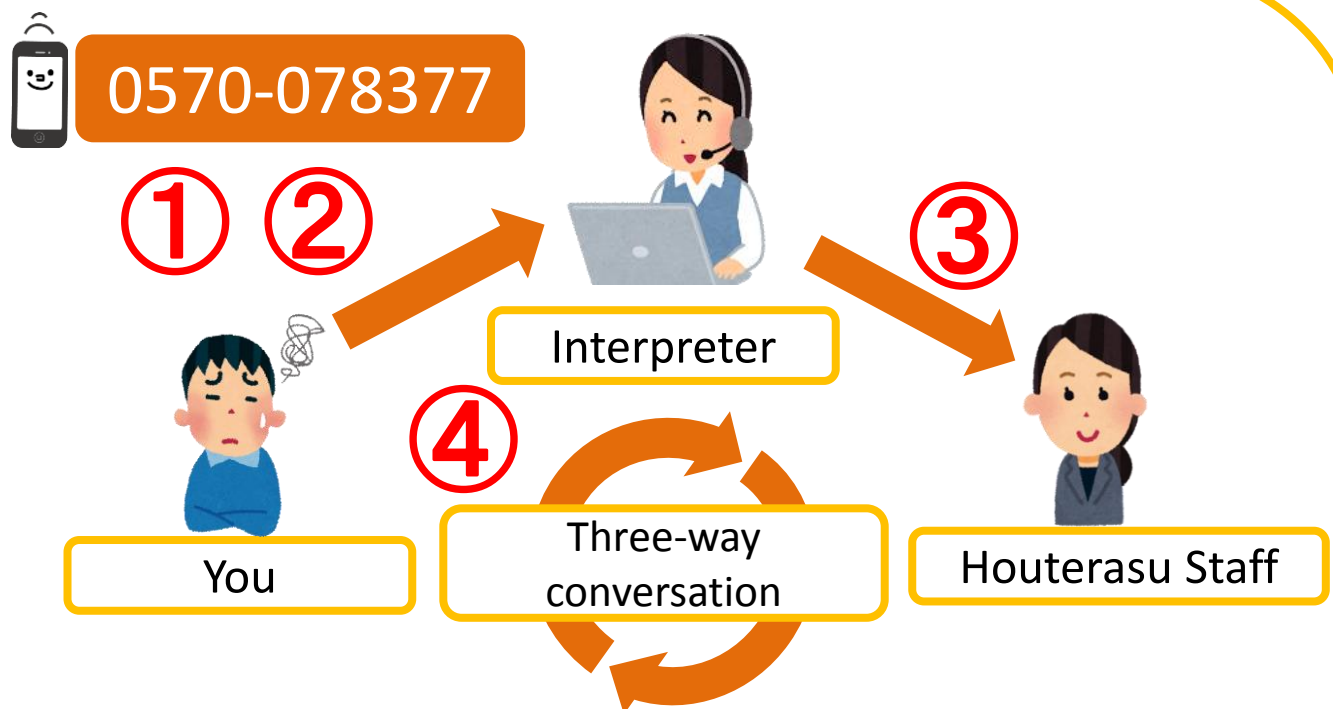 0570-078377
① ②
③
Interpreter
④
Three-way
conversation
You
Houterasu Staff